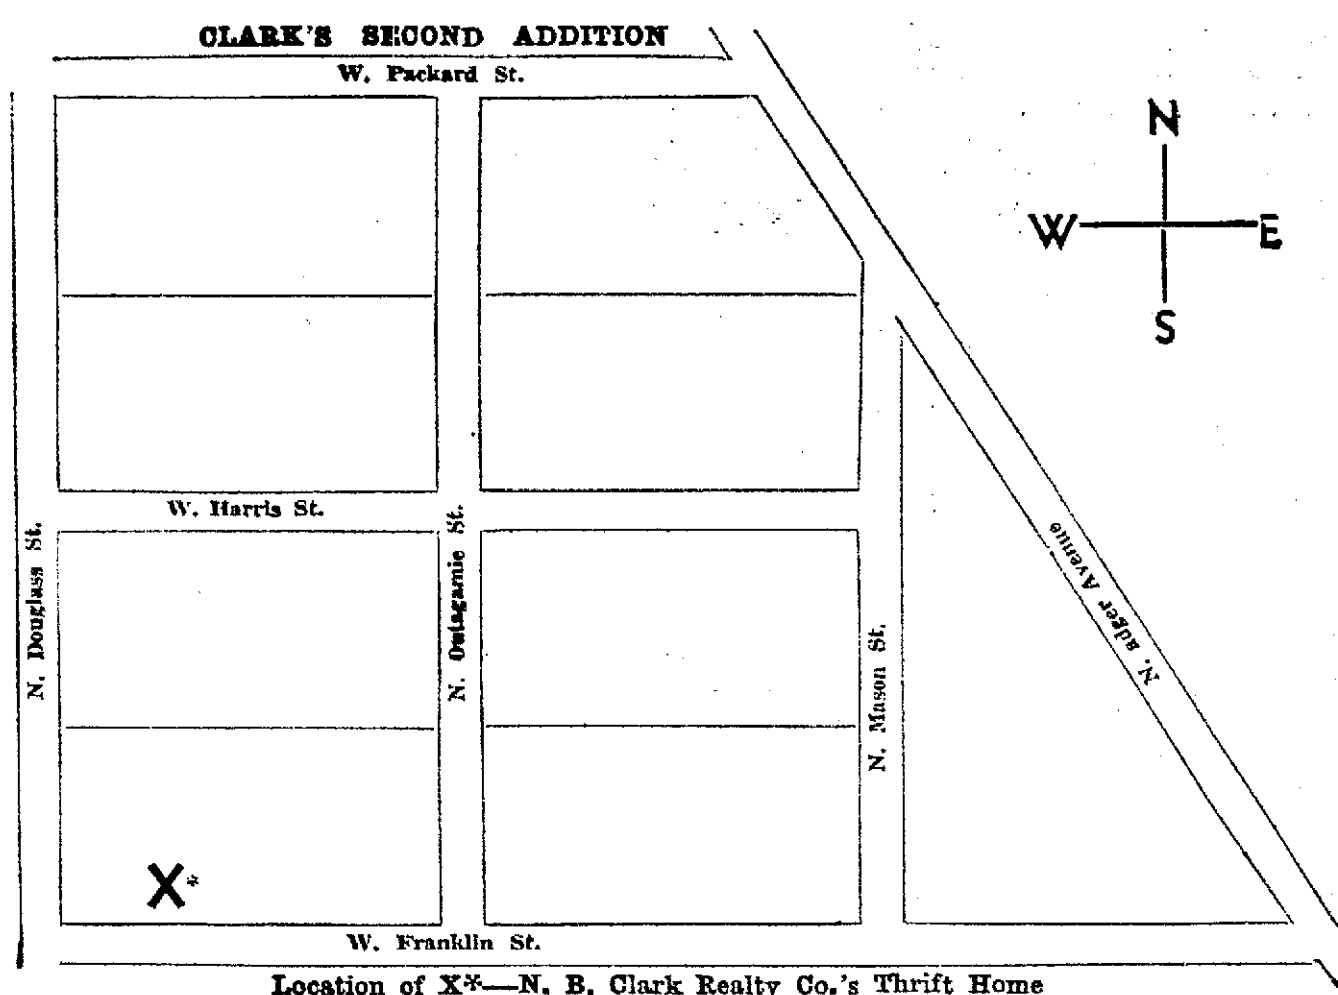 CLARK'S SECOND ADDITION
W. Packard St.
N
W E
S
W. Harris St.
N. Douglass St.
N. Outagamie St.
N. Mason St.
N. adger Avenue
X*
W. Franklin St.
Location of X*—N. B. Clark Realty Co.'s Thrift Home